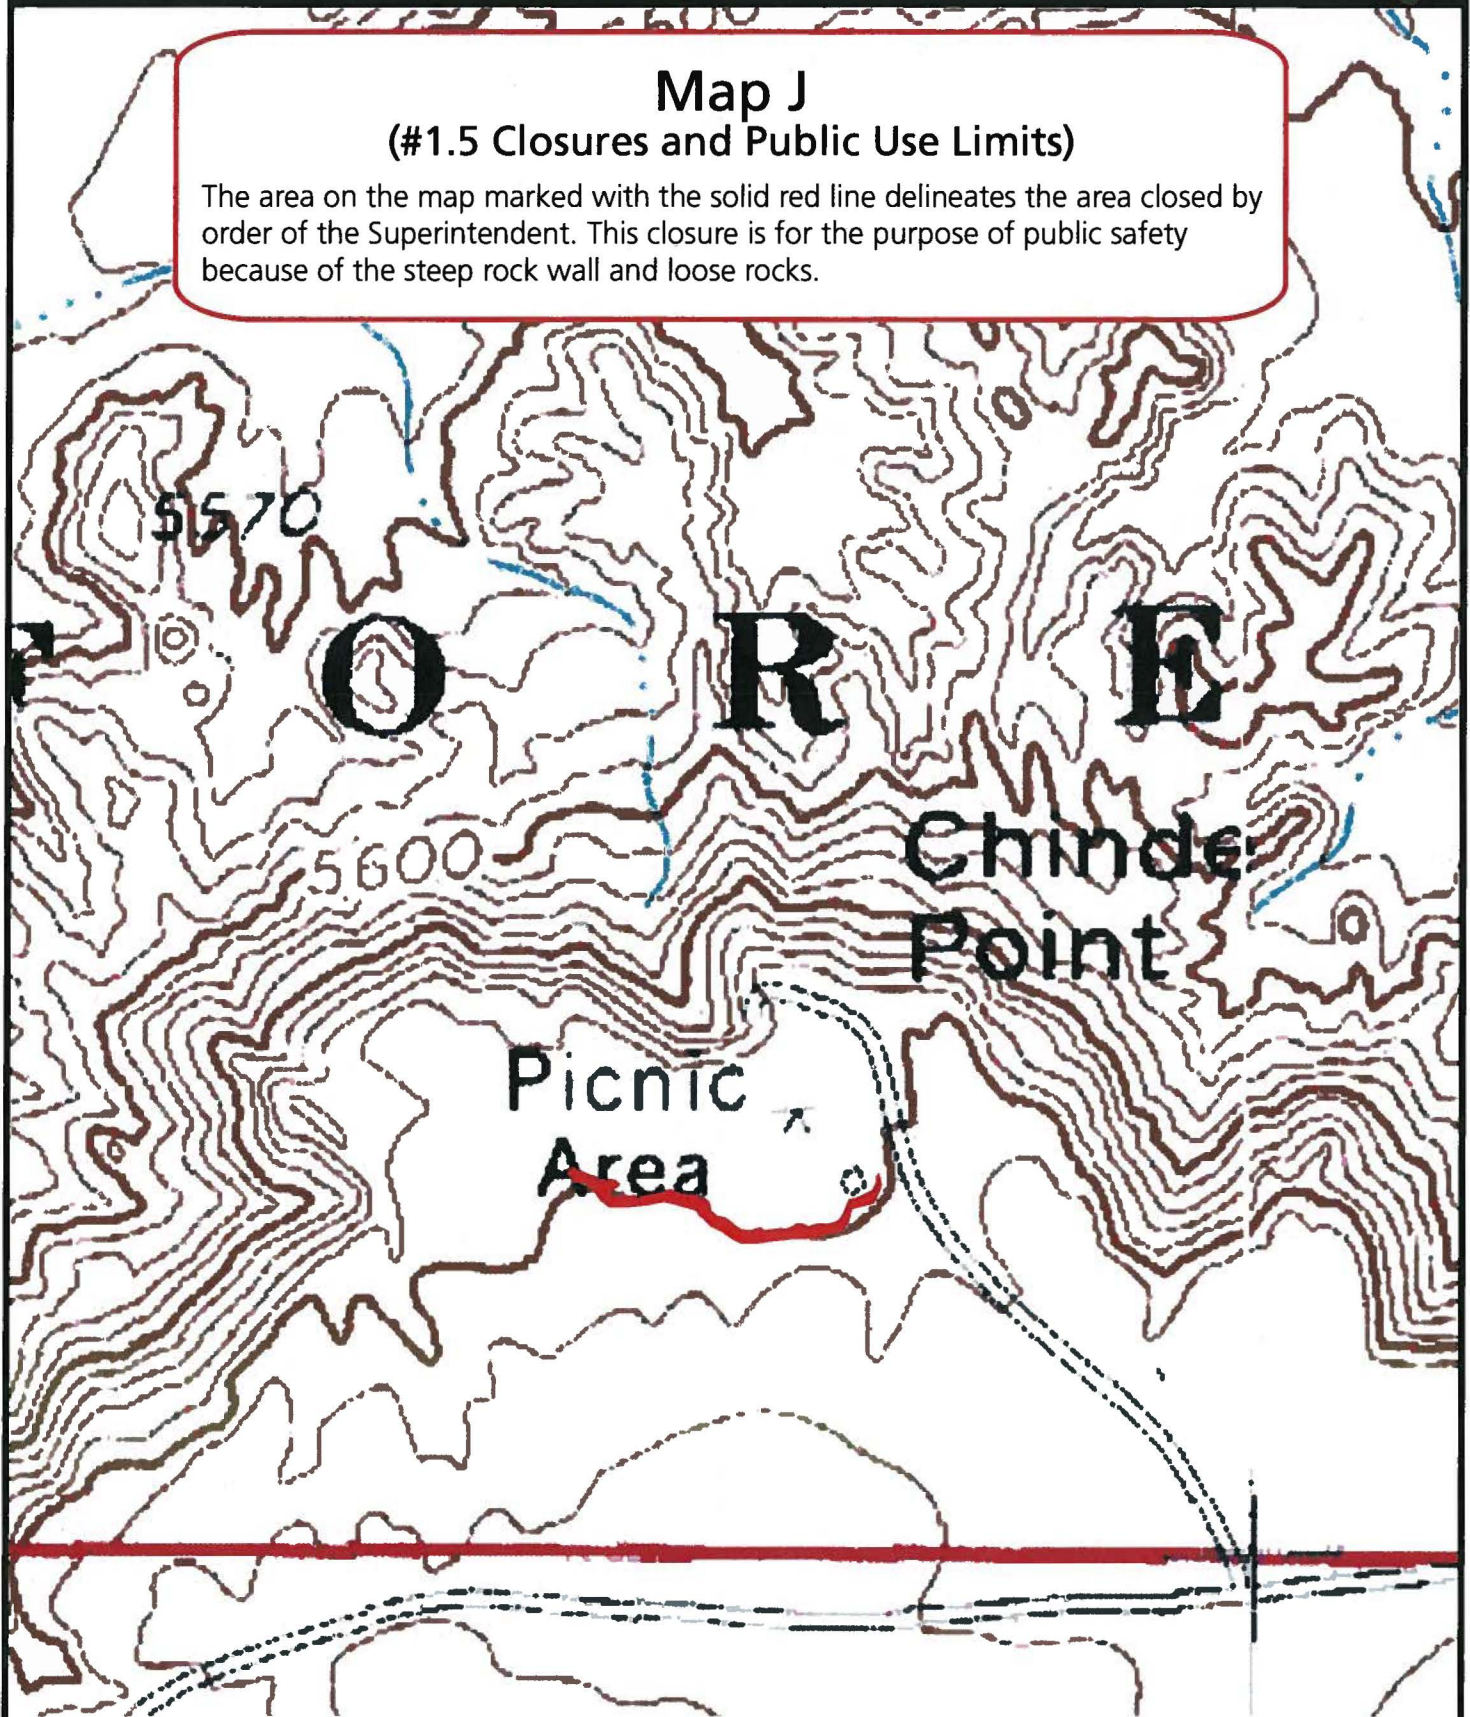 Map J
(#1.5 Closures and Public Use Limits)
The area on the map marked with the solid red line delineates the area closed by
order of the Superintendent. This closure is for the purpose of public safety
because of the steep rock wall and loose rocks.
5570
O R E
5600
Chinde
Point
Picnic
Area